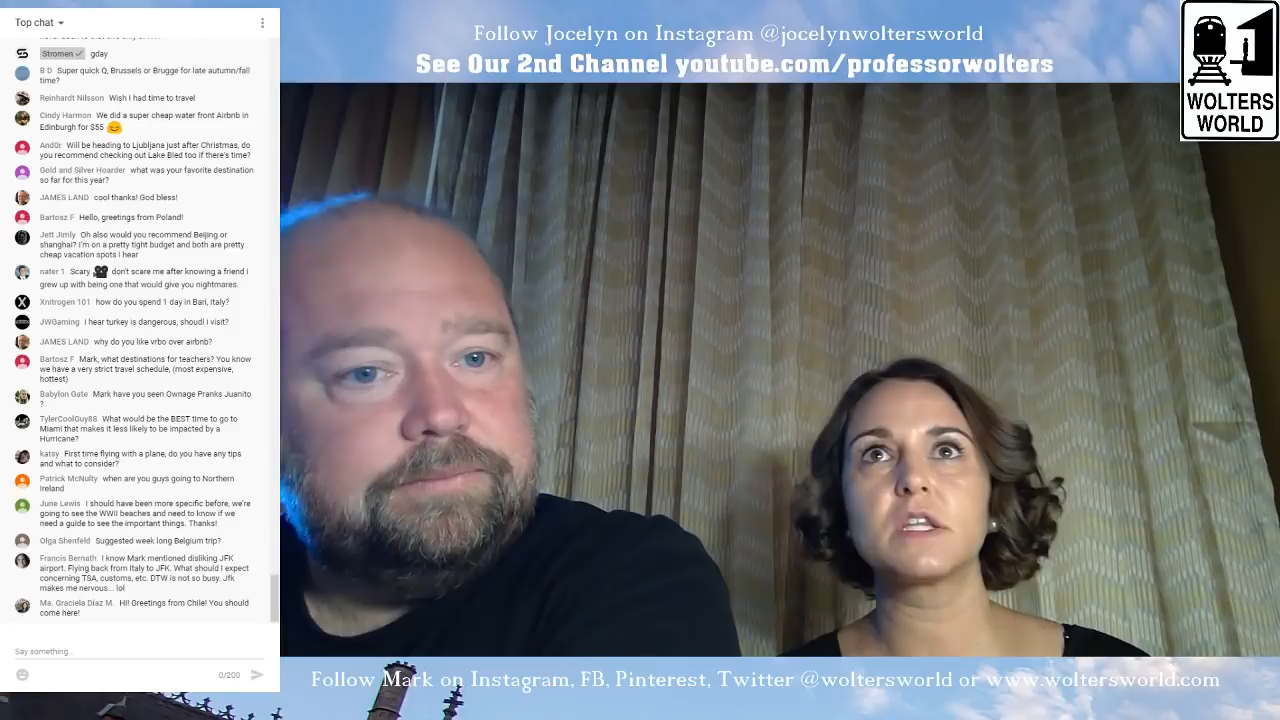 Top chat
Stromen ✓ gday
B D Super quick Q, Brussels or Brugge for late autumn/fall
time?
Reinhardt Nilsson Wish I had time to travel
Cindy Harmon We did a super cheap water front Airbnb in
Edinburgh for $55 😊
And0r Will be heading to Ljubljana just after Christmas, do
you recommend checking out Lake Bled too if there's time?
Gold and Silver Hoarder what was your favorite destination
so far for this year?
JAMES LAND cool thanks! God bless!
Bartosz F Hello, greetings from Poland!
Jett Jimly Oh also would you recommend Beijing or
shanghai? I'm on a pretty tight budget and both are pretty
cheap vacation spots i hear
nater 1 Scary 🎥 don't scare me after knowing a friend i
grew up with being one that would give you nightmares.
Xnitrogen 101 how do you spend 1 day in Bari, Italy?
JWGaming I hear turkey is dangerous, shoudl i visit?
JAMES LAND why do you like vrbo over airbnb?
Bartosz F Mark, what destinations for teachers? You know
we have a very strict travel schedule, (most expensive,
hottest)
Babylon Gate Mark have you seen Ownage Pranks Juanito
?
TylerCoolGuy88. What would be the BEST time to go to
Miami that makes it less likely to be impacted by a
Hurricane?
katsy First time flying with a plane, do you have any tips
and what to consider?
Patrick McNulty when are you guys going to Northern
Ireland
June Lewis I should have been more specific before, we're
going to see the WWII beaches and need to know if we
need a guide to see the important things. Thanks!
Olga Shenfeld Suggested week long Belgium trip?
Francis Bernath I know Mark mentioned disliking JFK
airport. Flying back from Italy to JFK. What should I expect
concerning TSA, customs, etc. DTW is not so busy. Jfk
makes me nervous... lol
Ma. Graciela Díaz M. Hi! Greetings from Chile! You should
come here!
Say something...
0/200
Follow Jocelyn on Instagram @jocelynwoltersworld
See Our 2nd Channel youtube.com/professorwolters
WOLTERS
WORLD
Follow Mark on Instagram, FB, Pinterest, Twitter @woltersworld or www.woltersworld.com